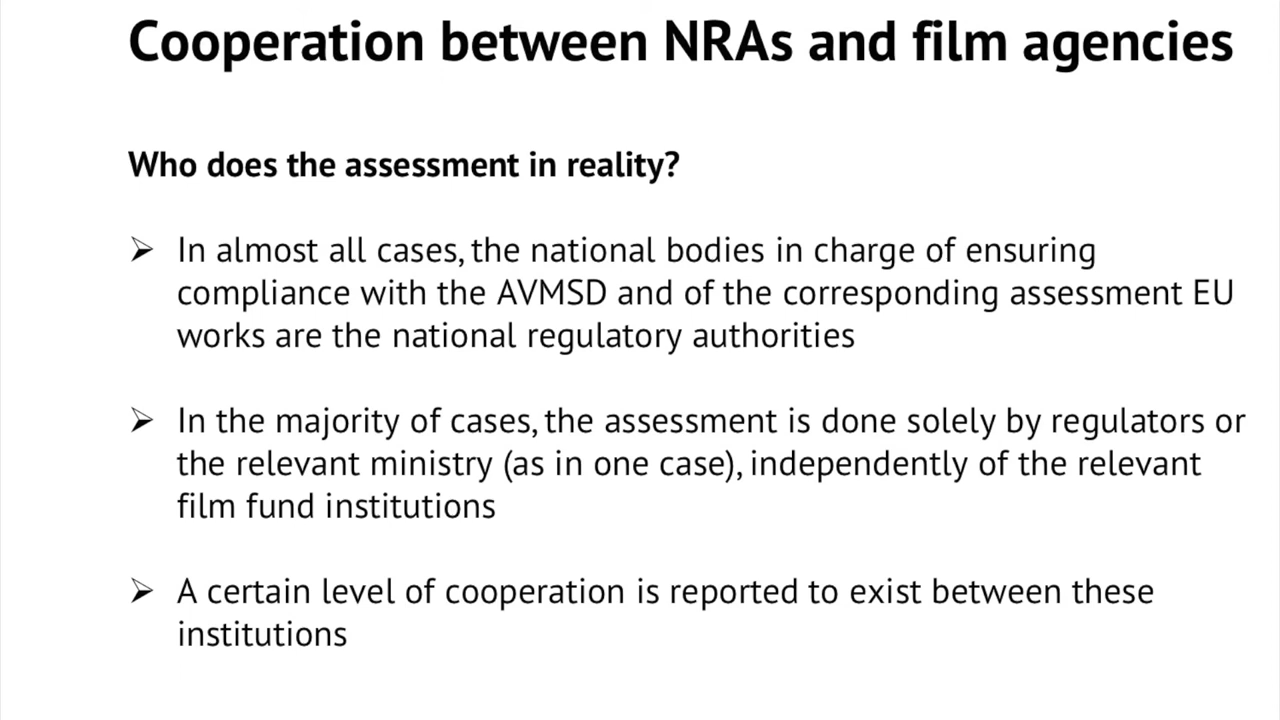 Cooperation between NRAs and film agencies
Who does the assessment in reality?
➢ In almost all cases, the national bodies in charge of ensuring
compliance with the AVMSD and of the corresponding assessment EU
works are the national regulatory authorities
➢ In the majority of cases, the assessment is done solely by regulators or
the relevant ministry (as in one case), independently of the relevant
film fund institutions
➢ A certain level of cooperation is reported to exist between these
institutions